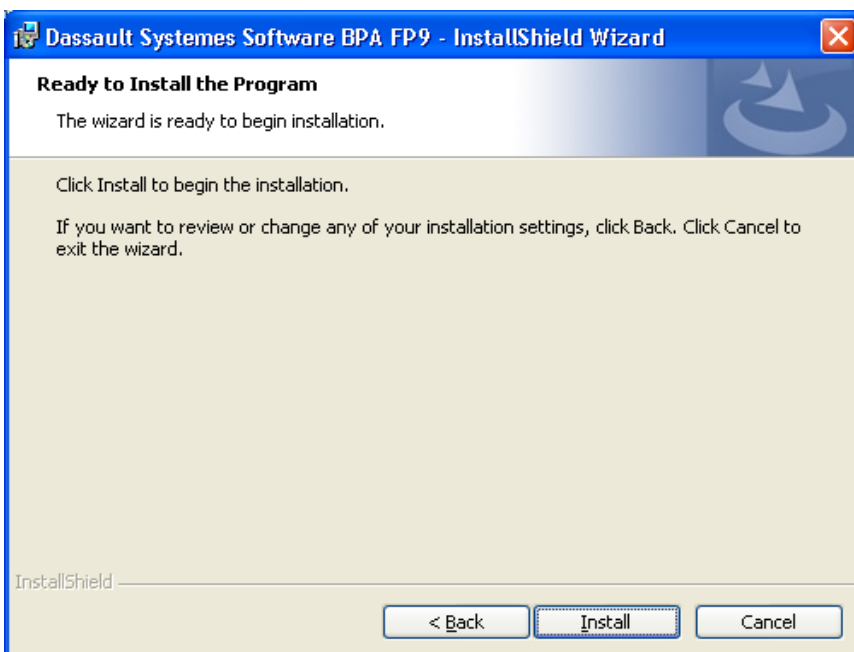 Dassault Systemes Software BPA FP9 - InstallShield Wizard
Ready to Install the Program
The wizard is ready to begin installation.
Click Install to begin the installation.
If you want to review or change any of your installation settings, click Back. Click Cancel to
exit the wizard.
InstallShield
< Back
Install
Cancel